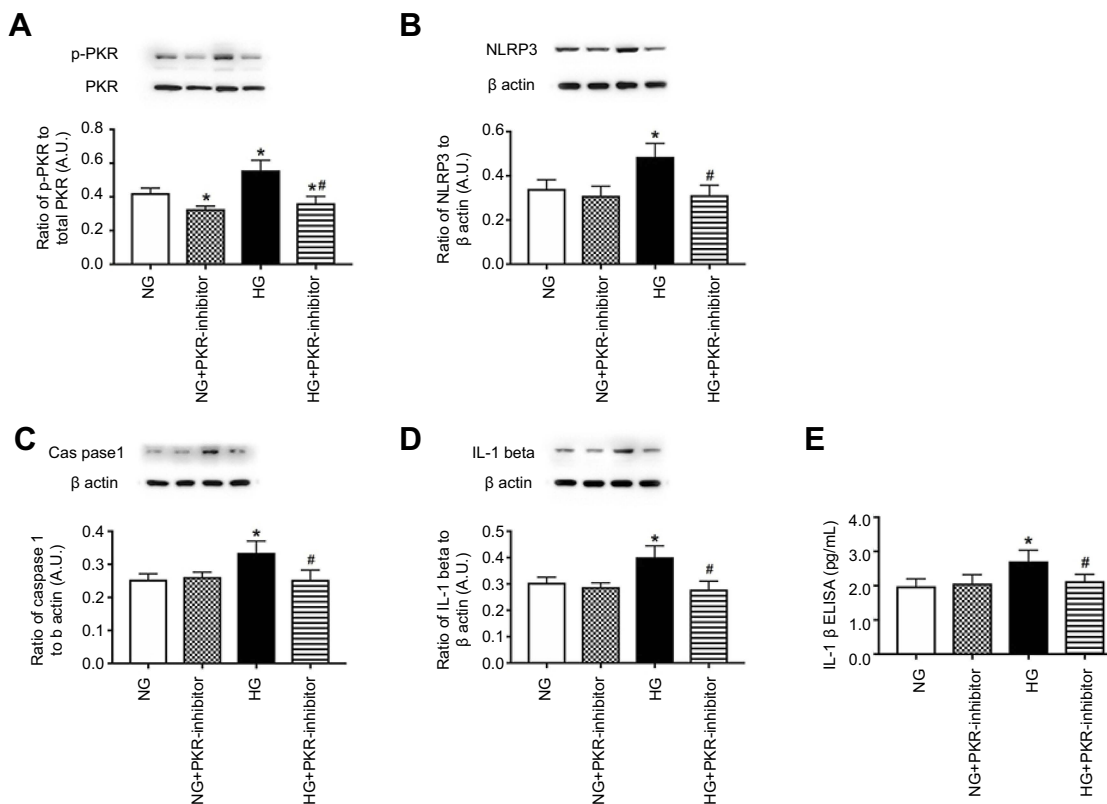 A
p-PKR
PKR
Ratio of p-PKR to
total PKR (A.U.)
0.8
0.6
0.4
0.2
0.0
*
*
*#
NG
NG+PKR-inhibitor
HG
HG+PKR-inhibitor
B
NLRP3
β actin
Ratio of NLRP3 to
β actin (A.U.)
0.6
0.4
0.2
0.0
*
#
NG
NG+PKR-inhibitor
HG
HG+PKR-inhibitor
C
Cas pase1
β actin
Ratio of caspase 1
to b actin (A.U.)
0.4
0.3
0.2
0.1
0.0
*
#
NG
NG+PKR-inhibitor
HG
HG+PKR-inhibitor
D
IL-1 beta
β actin
Ratio of IL-1 beta to
β actin (A.U.)
0.5
0.4
0.3
0.2
0.1
0.0
*
#
NG
NG+PKR-inhibitor
HG
HG+PKR-inhibitor
E
IL-1 β ELISA (pg/mL)
4.0
3.0
2.0
1.0
0.0
*
#
NG
NG+PKR-inhibitor
HG
HG+PKR-inhibitor